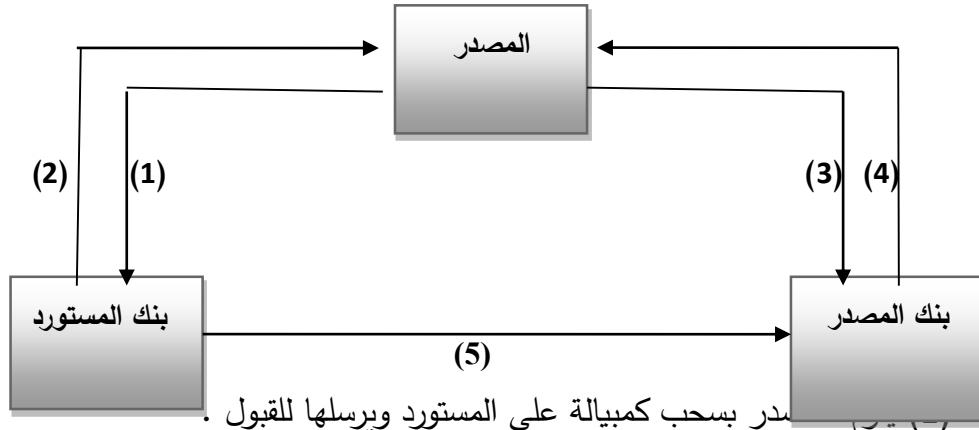 المصدر
(2) (1) (3) (4)
بنك المستورد
بنك المصدر
(5)
بسحب كمبيالة على المستورد ويرسلها للقبول .